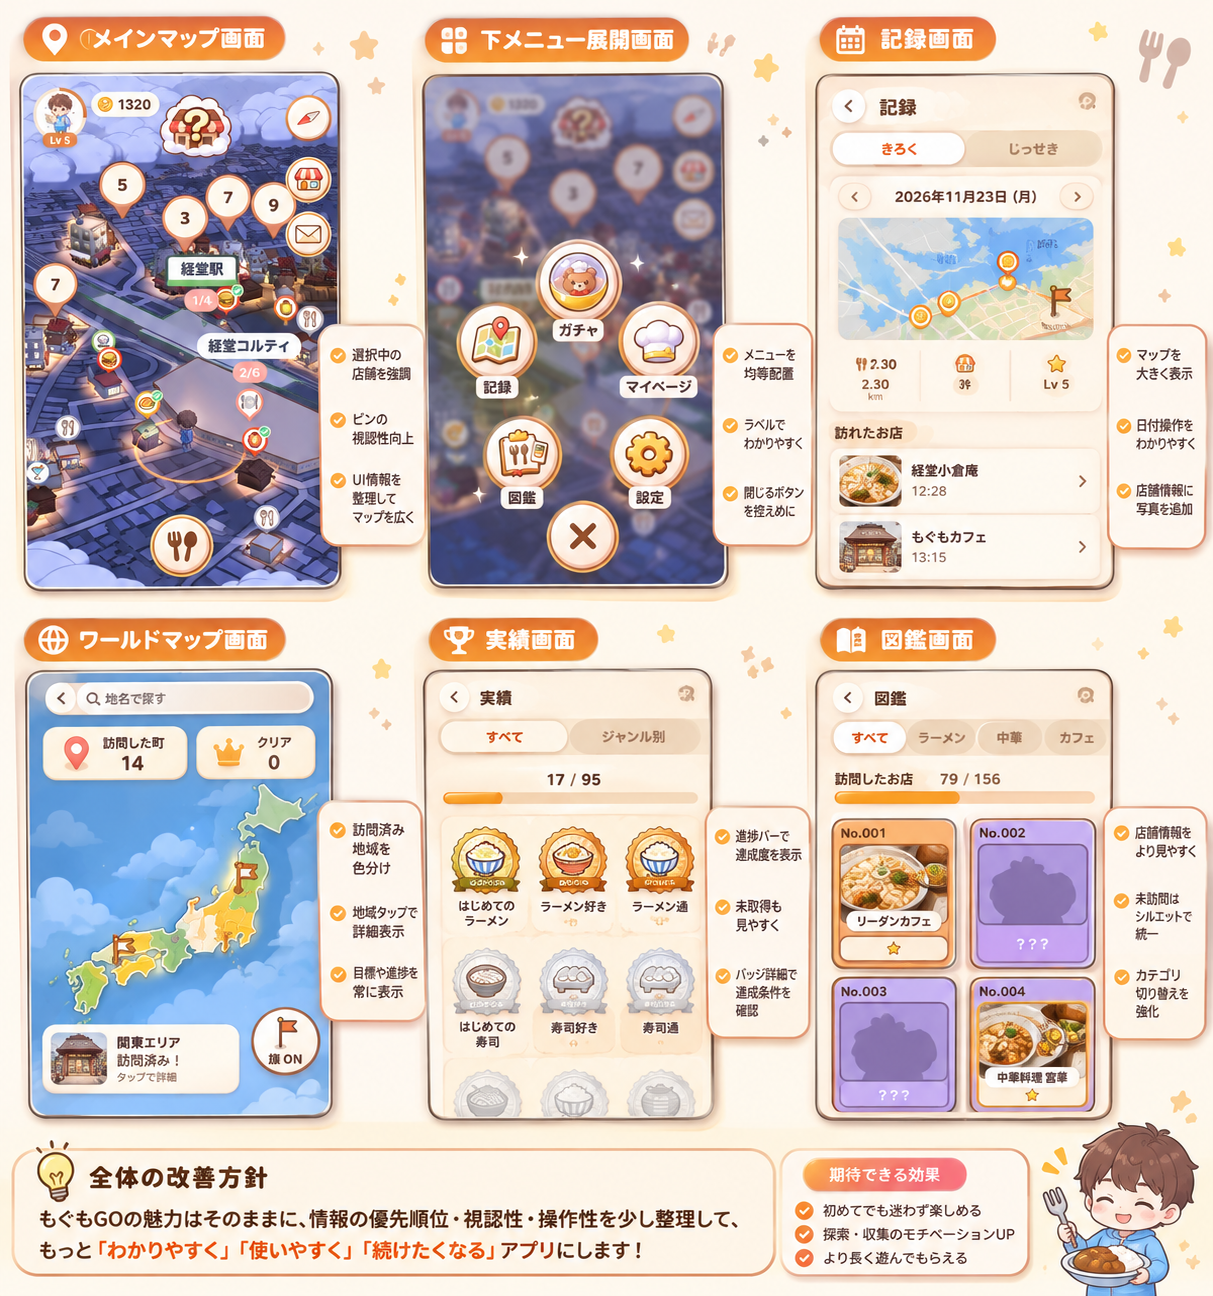 メインマップ画面
1320
Lv 5
?
5
3
7
9
7
経堂駅
1/4
経堂コルティ
2/6
選択中の
店舗を強調
ピンの
視認性向上
UI情報を
整理して
マップを広く
下メニュー展開画面
1320
5
3
7
ガチャ
記録
マイページ
図鑑
設定
メニューを
均等配置
ラベルで
わかりやすく
閉じるボタン
を控えめに
記録画面
記録
きろく
じっせき
2026年11月23日 (月)
2.30
2.30
km
Lv 5
訪れたお店
経堂小倉庵
12:28
もぐもカフェ
13:15
マップを
大きく表示
日付操作を
わかりやすく
店舗情報に
写真を追加
ワールドマップ画面
地名で探す
訪問した町
14
クリア
0
関東エリア
訪問済み！
タップで詳細
旗 ON
訪問済み
地域を
色分け
地域タップで
詳細表示
目標や進捗を
常に表示
実績画面
実績
すべて
ジャンル別
17 / 95
はじめての
ラーメン
ラーメン好き
ラーメン通
はじめての
寿司
寿司好き
寿司通
進捗バーで
達成度を表示
未取得も
見やすく
バッジ詳細で
達成条件を
確認
図鑑画面
図鑑
すべて
ラーメン
中華
カフェ
訪問したお店 79 / 156
No.001
リーダンカフェ
No.002
???
No.003
???
No.004
中華料理 宮華
店舗情報を
より見やすく
未訪問は
シルエットで
統一
カテゴリ
切り替えを
強化
全体の改善方針
もぐもGOの魅力はそのままに、情報の優先順位・視認性・操作性を少し整理して、
もっと「わかりやすく」「使いやすく」「続けたくなる」アプリにします！
期待できる効果
初めてでも迷わず楽しめる
探索・収集のモチベーションUP
より長く遊んでもらえる